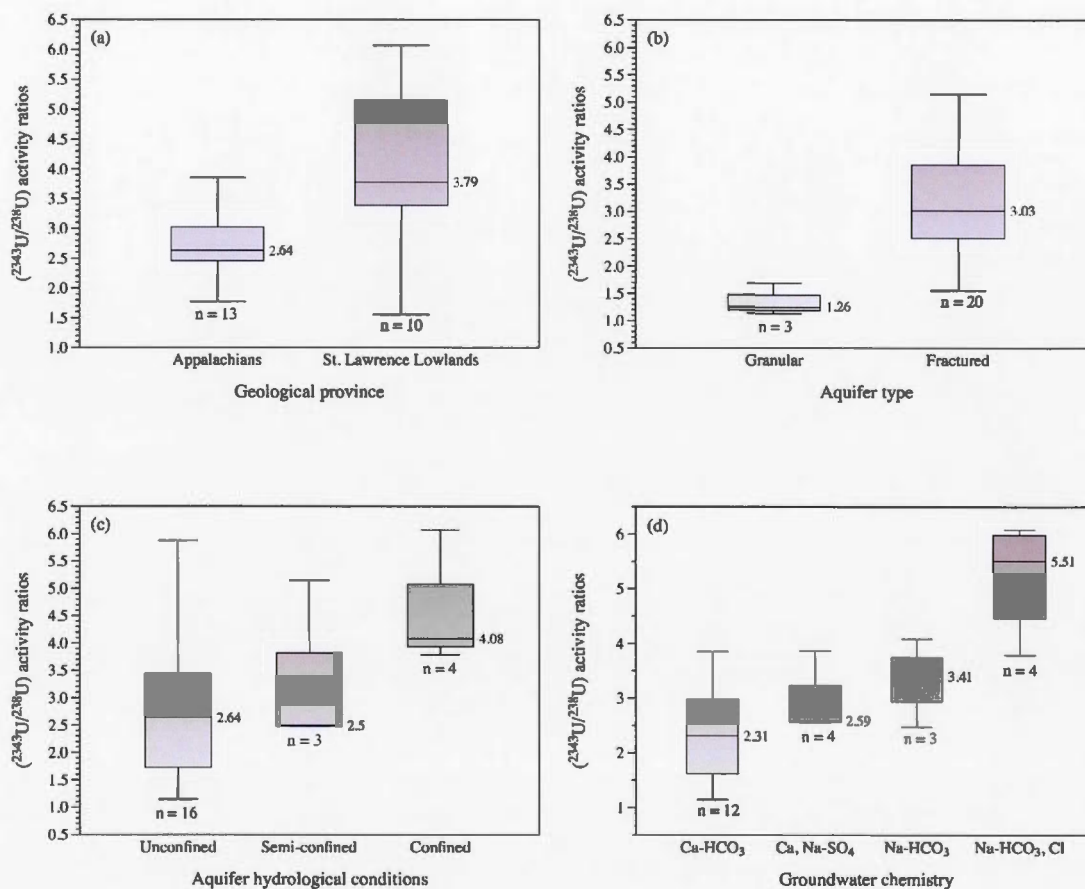 (a)
6.5
6.0
5.5
5.0
4.5
4.0
3.5
3.0
2.5
2.0
1.5
1.0
(²³⁴³U/²³⁸U) activity ratios
2.64
3.79
n = 13
n = 10
Appalachians
St. Lawrence Lowlands
Geological province
(b)
6.5
6.0
5.5
5.0
4.5
4.0
3.5
3.0
2.5
2.0
1.5
1.0
0.5
(²³⁴³U/²³⁸U) activity ratios
1.26
3.03
n = 3
n = 20
Granular
Fractured
Aquifer type
(c)
6.5
6.0
5.5
5.0
4.5
4.0
3.5
3.0
2.5
2.0
1.5
1.0
0.5
(²³⁴³U/²³⁸U) activity ratios
2.64
2.5
4.08
n = 16
n = 3
n = 4
Unconfined
Semi-confined
Confined
Aquifer hydrological conditions
(d)
6
5
4
3
2
1
(²³⁴³U/²³⁸U) activity ratios
2.31
2.59
3.41
5.51
n = 12
n = 4
n = 3
n = 4
Ca-HCO₃
Ca, Na-SO₄
Na-HCO₃
Na-HCO₃, Cl
Groundwater chemistry